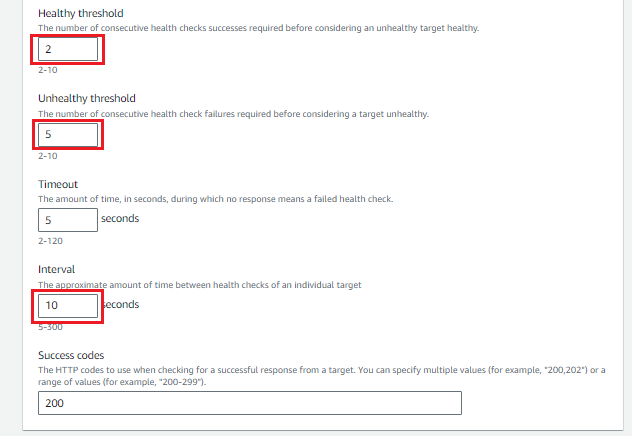 Healthy threshold
The number of consecutive health checks successes required before considering an unhealthy target healthy.
2
2-10
Unhealthy threshold
The number of consecutive health check failures required before considering a target unhealthy.
5
2-10
Timeout
The amount of time, in seconds, during which no response means a failed health check.
5 seconds
2-120
Interval
The approximate amount of time between health checks of an individual target
10 seconds
5-300
Success codes
The HTTP codes to use when checking for a successful response from a target. You can specify multiple values (for example, "200,202") or a
range of values (for example, "200-299").
200